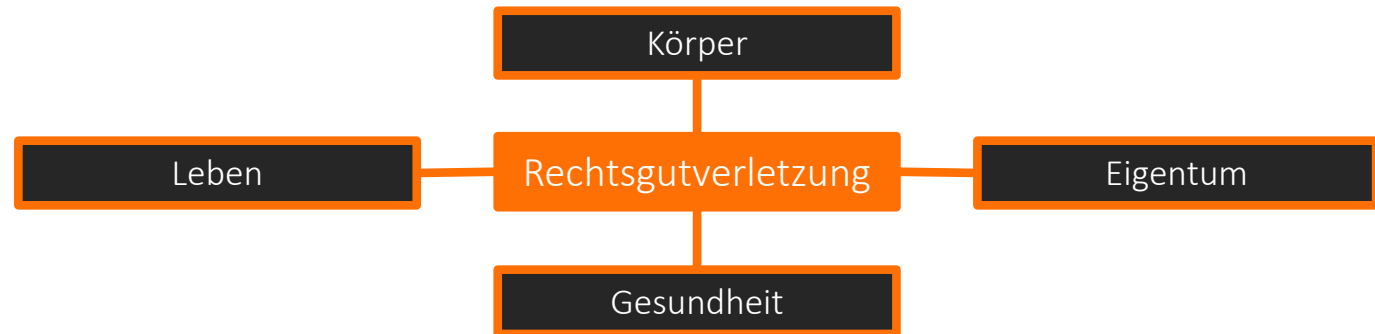 Körper
Leben
Rechtsgutverletzung
Eigentum
Gesundheit